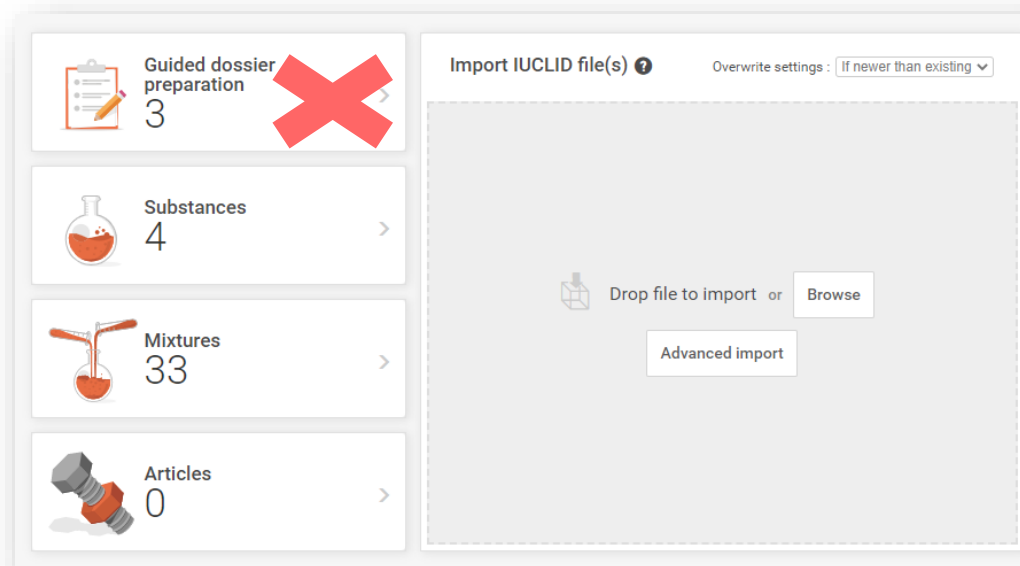 Guided dossier
preparation
3
Substances
4
Mixtures
33
Articles
0
Import IUCLID file(s) ?
Overwrite settings : If newer than existing
Drop file to import or Browse
Advanced import